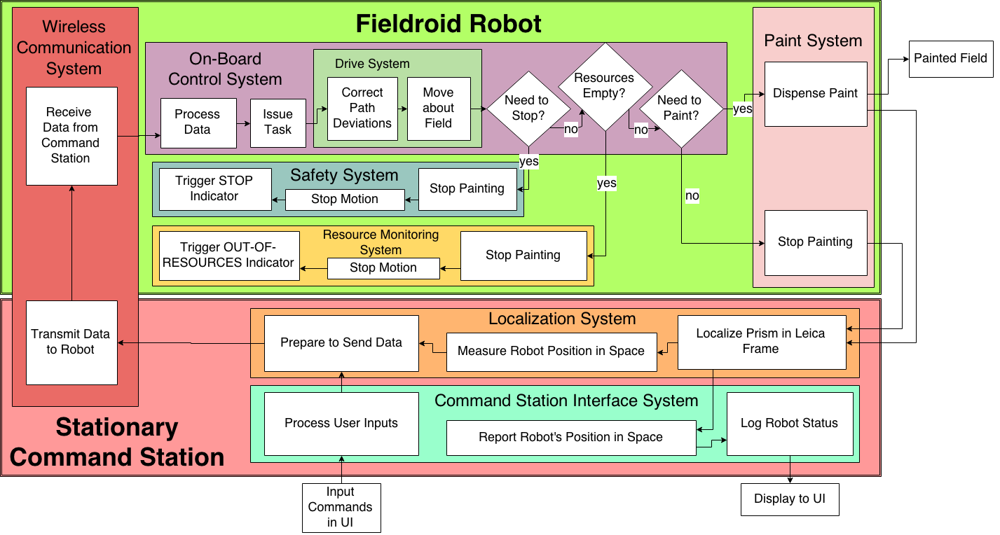 Fieldroid Robot
Wireless
Communication
System
Receive
Data from
Command
Station
On-Board
Control System
Process
Data
Issue
Task
Drive System
Correct
Path
Deviations
Move
about
Field
Need to
Stop?
no
yes
Resources
Empty?
no
yes
Need to
Paint?
yes
no
Paint System
Dispense Paint
Stop Painting
Painted Field
Safety System
Trigger STOP
Indicator
Stop Motion
Stop Painting
Resource Monitoring
System
Trigger OUT-OF-
RESOURCES Indicator
Stop Motion
Stop Painting
Transmit Data
to Robot
Localization System
Prepare to Send Data
Measure Robot Position in Space
Localize Prism in Leica
Frame
Command Station Interface System
Process User Inputs
Report Robot's Position in Space
Log Robot Status
Stationary
Command Station
Input
Commands
in UI
Display to UI